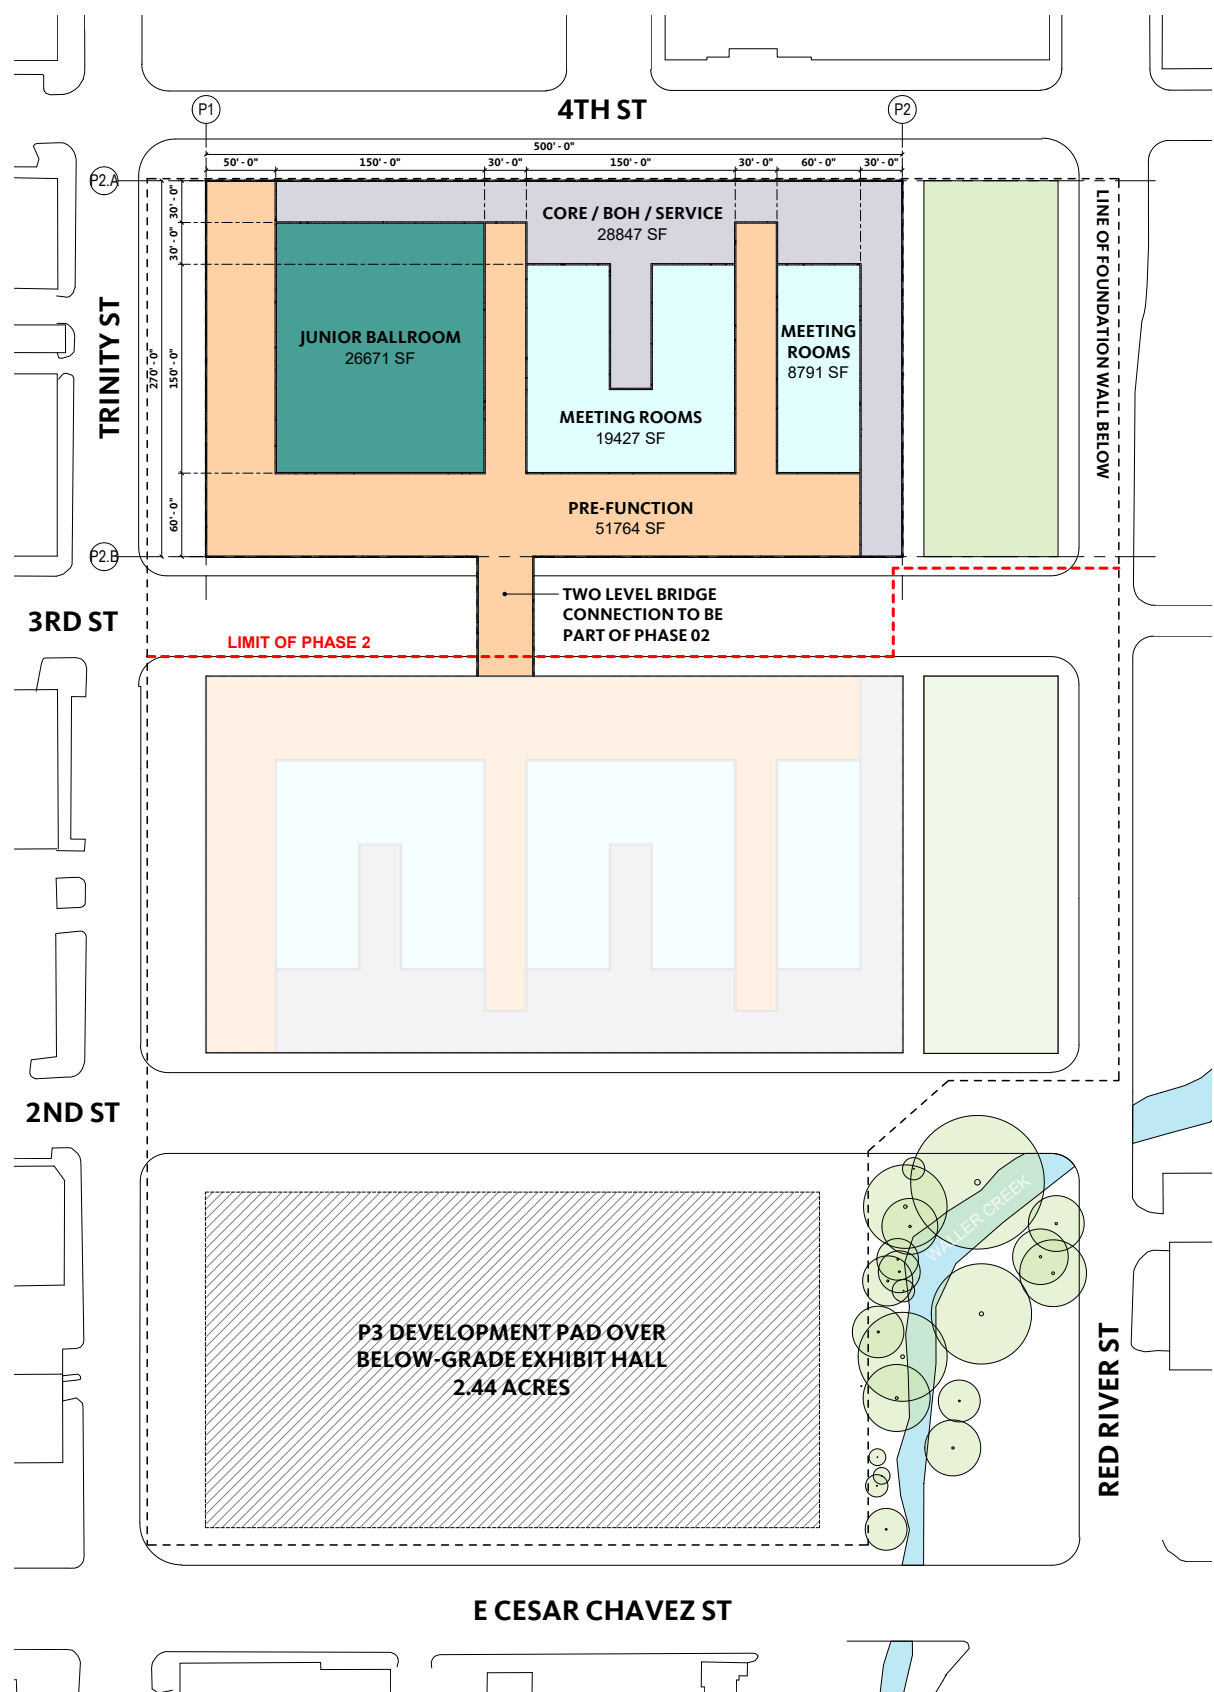 P1
4TH ST
P2
500' - 0"
50' - 0"
150' - 0"
30' - 0"
150' - 0"
30' - 0"
60' - 0"
30' - 0"
P2.A
30' - 0"
30' - 0"
150' - 0"
60' - 0"
270' - 0"
P2.B
TRINITY ST
CORE / BOH / SERVICE
28847 SF
JUNIOR BALLROOM
26671 SF
MEETING
ROOMS
8791 SF
MEETING ROOMS
19427 SF
PRE-FUNCTION
51764 SF
LINE OF FOUNDATION WALL BELOW
TWO LEVEL BRIDGE
CONNECTION TO BE
PART OF PHASE 02
3RD ST
LIMIT OF PHASE 2
2ND ST
WALLER CREEK
P3 DEVELOPMENT PAD OVER
BELOW-GRADE EXHIBIT HALL
2.44 ACRES
RED RIVER ST
E CESAR CHAVEZ ST